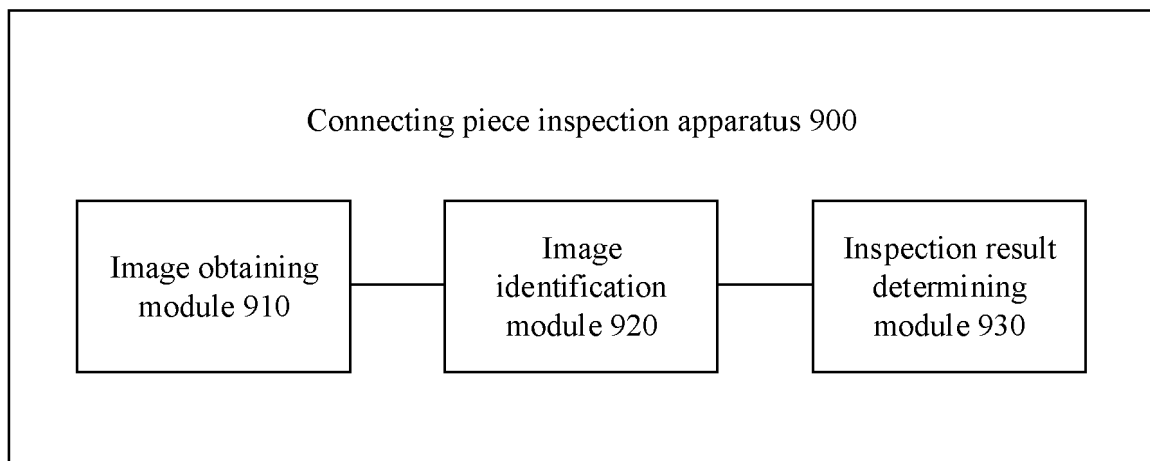 Connecting piece inspection apparatus 900
Image obtaining
module 910
Image
identification
module 920
Inspection result
determining
module 930